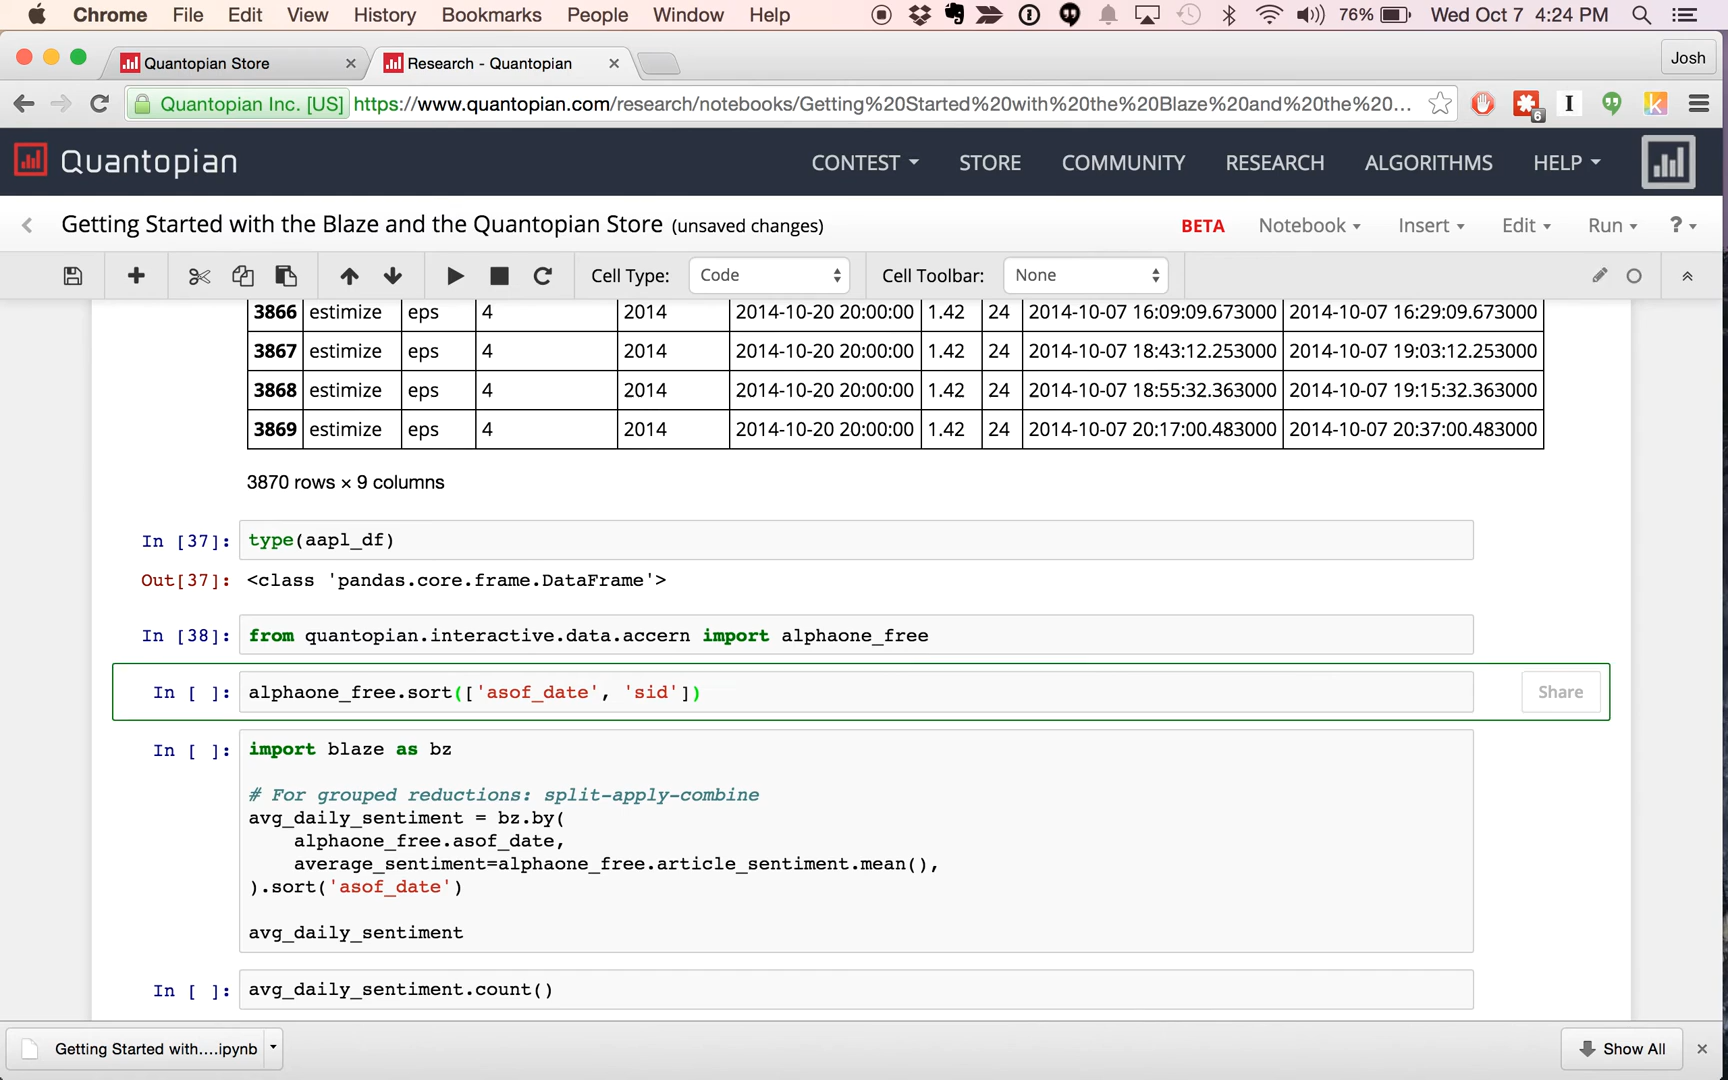 Chrome File Edit View History Bookmarks People Window Help 76% Wed Oct 7 4:24 PM
Quantopian Store Research - Quantopian Josh
Quantopian Inc. [US] https://www.quantopian.com/research/notebooks/Getting%20Started%20with%20the%20Blaze%20and%20the%20... 6
Quantopian CONTEST STORE COMMUNITY RESEARCH ALGORITHMS HELP
Getting Started with the Blaze and the Quantopian Store (unsaved changes) BETA Notebook Insert Edit Run ?
Cell Type: Code Cell Toolbar: None
3866 estimize eps 4 2014 2014-10-20 20:00:00 1.42 24 2014-10-07 16:09:09.673000 2014-10-07 16:29:09.673000
3867 estimize eps 4 2014 2014-10-20 20:00:00 1.42 24 2014-10-07 18:43:12.253000 2014-10-07 19:03:12.253000
3868 estimize eps 4 2014 2014-10-20 20:00:00 1.42 24 2014-10-07 18:55:32.363000 2014-10-07 19:15:32.363000
3869 estimize eps 4 2014 2014-10-20 20:00:00 1.42 24 2014-10-07 20:17:00.483000 2014-10-07 20:37:00.483000
3870 rows × 9 columns
In [37]: type(aapl_df)
Out[37]: <class 'pandas.core.frame.DataFrame'>
In [38]: from quantopian.interactive.data.accern import alphaone_free
In [ ]: alphaone_free.sort(['asof_date', 'sid']) Share
In [ ]: import blaze as bz
# For grouped reductions: split-apply-combine
avg_daily_sentiment = bz.by(
alphaone_free.asof_date,
average_sentiment=alphaone_free.article_sentiment.mean(),
).sort('asof_date')
avg_daily_sentiment
In [ ]: avg_daily_sentiment.count()
Getting Started with....ipynb Show All